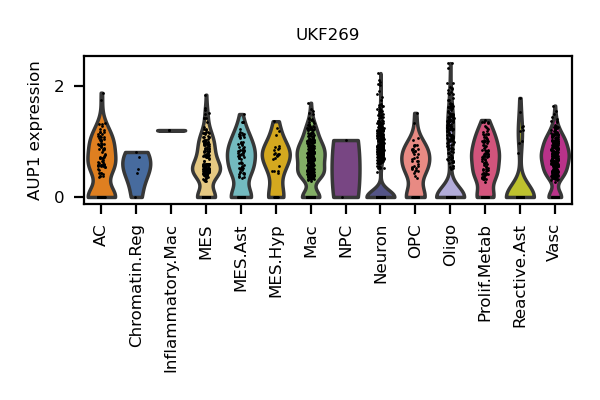 UKF269
AUP1 expression
2
0
AC
Chromatin.Reg
Inflammatory.Mac
MES
MES.Ast
MES.Hyp
Mac
NPC
Neuron
OPC
Oligo
Prolif.Metab
Reactive.Ast
Vasc